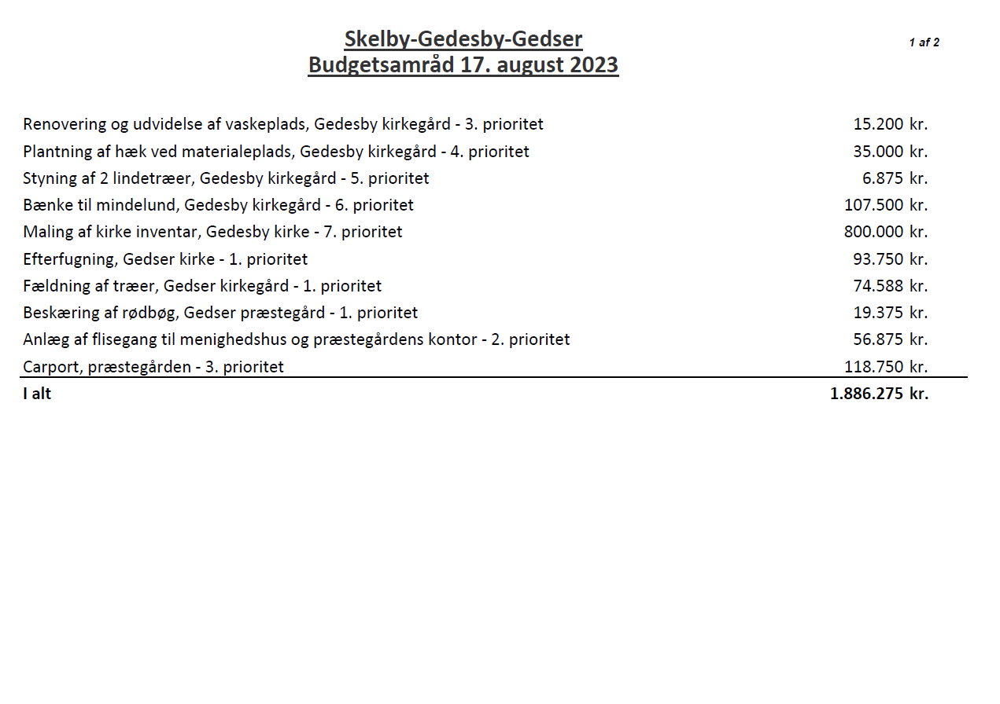 Skelby-Gedesby-Gedser
1 af 2
Budgetsamråd 17. august 2023
Renovering og udvidelse af vaskeplads, Gedesby kirkegård - 3. prioritet 15.200 kr.
Plantning af hæk ved materialeplads, Gedesby kirkegård - 4. prioritet 35.000 kr.
Styning af 2 lindetræer, Gedesby kirkegård - 5. prioritet 6.875 kr.
Bænke til mindelund, Gedesby kirkegård - 6. prioritet 107.500 kr.
Maling af kirke inventar, Gedesby kirke - 7. prioritet 800.000 kr.
Efterfugning, Gedser kirke - 1. prioritet 93.750 kr.
Fældning af træer, Gedser kirkegård - 1. prioritet 74.588 kr.
Beskæring af rødbøg, Gedser præstegård - 1. prioritet 19.375 kr.
Anlæg af flisegang til menighedshus og præstegårdens kontor - 2. prioritet 56.875 kr.
Carport, præstegården - 3. prioritet 118.750 kr.
I alt 1.886.275 kr.